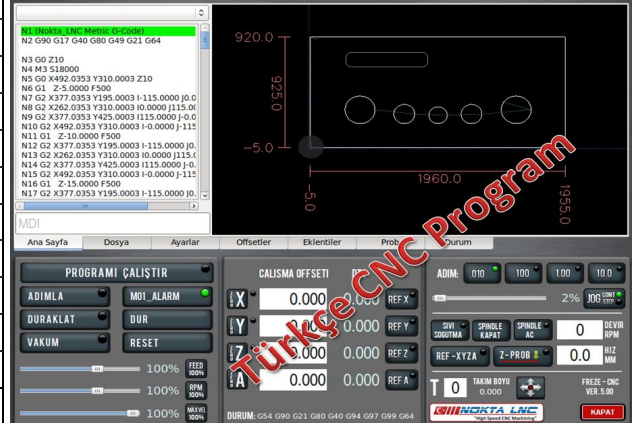 N1 (Nokta_LNC Metric G-Code)
N2 G90 G17 G40 G80 G49 G21 G64
N3 G0 Z10
N4 M3 S18000
N5 G0 X492.0353 Y310.0003 Z10
N6 G1 Z-5.0000 F500
N7 G2 X377.0353 Y195.0003 I-115.0000 J0.0
N8 G2 X262.0353 Y310.0003 I0.0000 J115.00
N9 G2 X377.0353 Y425.0003 I115.0000 J-0.0
N10 G2 X492.0353 Y310.0003 I-0.0000 J-115
N11 G1 Z-10.0000 F500
N12 G2 X377.0353 Y195.0003 I-115.0000 J0.
N13 G2 X262.0353 Y310.0003 I0.0000 J115.0
N14 G2 X377.0353 Y425.0003 I115.0000 J-0.
N15 G2 X492.0353 Y310.0003 I-0.0000 J-115
N16 G1 Z-15.0000 F500
N17 G2 X377.0353 Y195.0003 I-115.0000 J0.
MDI
920.0
925.0
-5.0
1960.0
-5.0
1955.0
Türkçe CNC Program
Ana Sayfa Dosya Ayarlar Offsetler Eklentiler Prob Durum
PROGRAMI ÇALIŞTIR
ADIMLA M01_ALARM
DURAKLAT DUR
VAKUM RESET
100% FEED 100%
100% RPM 100%
100% MAX VEL 100%
CALISMA OFFSETI
X 0.000 0.000 REF X
Y 0.000 REF Y
Z 0.000 0.000 REF Z
A 0.000 0.000 REF A
DURUM: G54 G90 G21 G80 G40 G94 G97 G99 G64
ADIM: 010 100 1.00 10.0
2% JOG CONT STEP
SIVI SOGUTMA SPINDLE KAPAT SPINDLE AC 0 DEVIR RPM
REF-XYZA Z-PROB 0.0 HIZ MM
T 0 TAKIM BOYU 0.000
FREZE - CNC
VER. 5.00
NOKTA LNC
"High Speed CNC Machining"
KAPAT